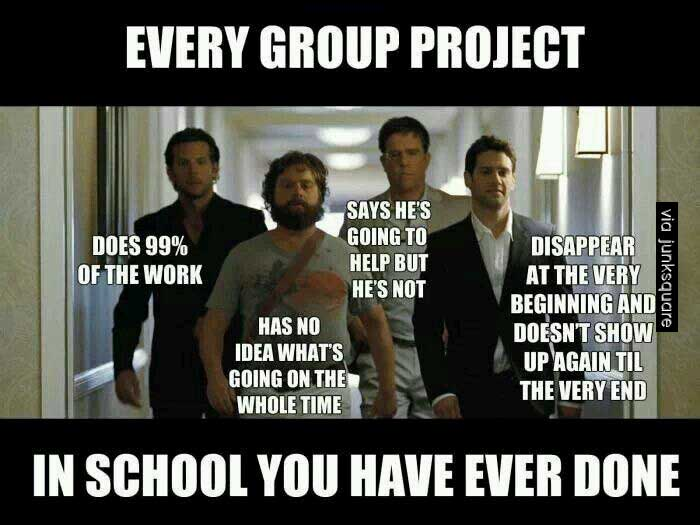 EVERY GROUP PROJECT
DOES 99%
OF THE WORK
HAS NO
IDEA WHAT'S
GOING ON THE
WHOLE TIME
SAYS HE'S
GOING TO
HELP BUT
HE'S NOT
DISAPPEAR
AT THE VERY
BEGINNING AND
DOESN'T SHOW
UP AGAIN TIL
THE VERY END
via junksquare
IN SCHOOL YOU HAVE EVER DONE